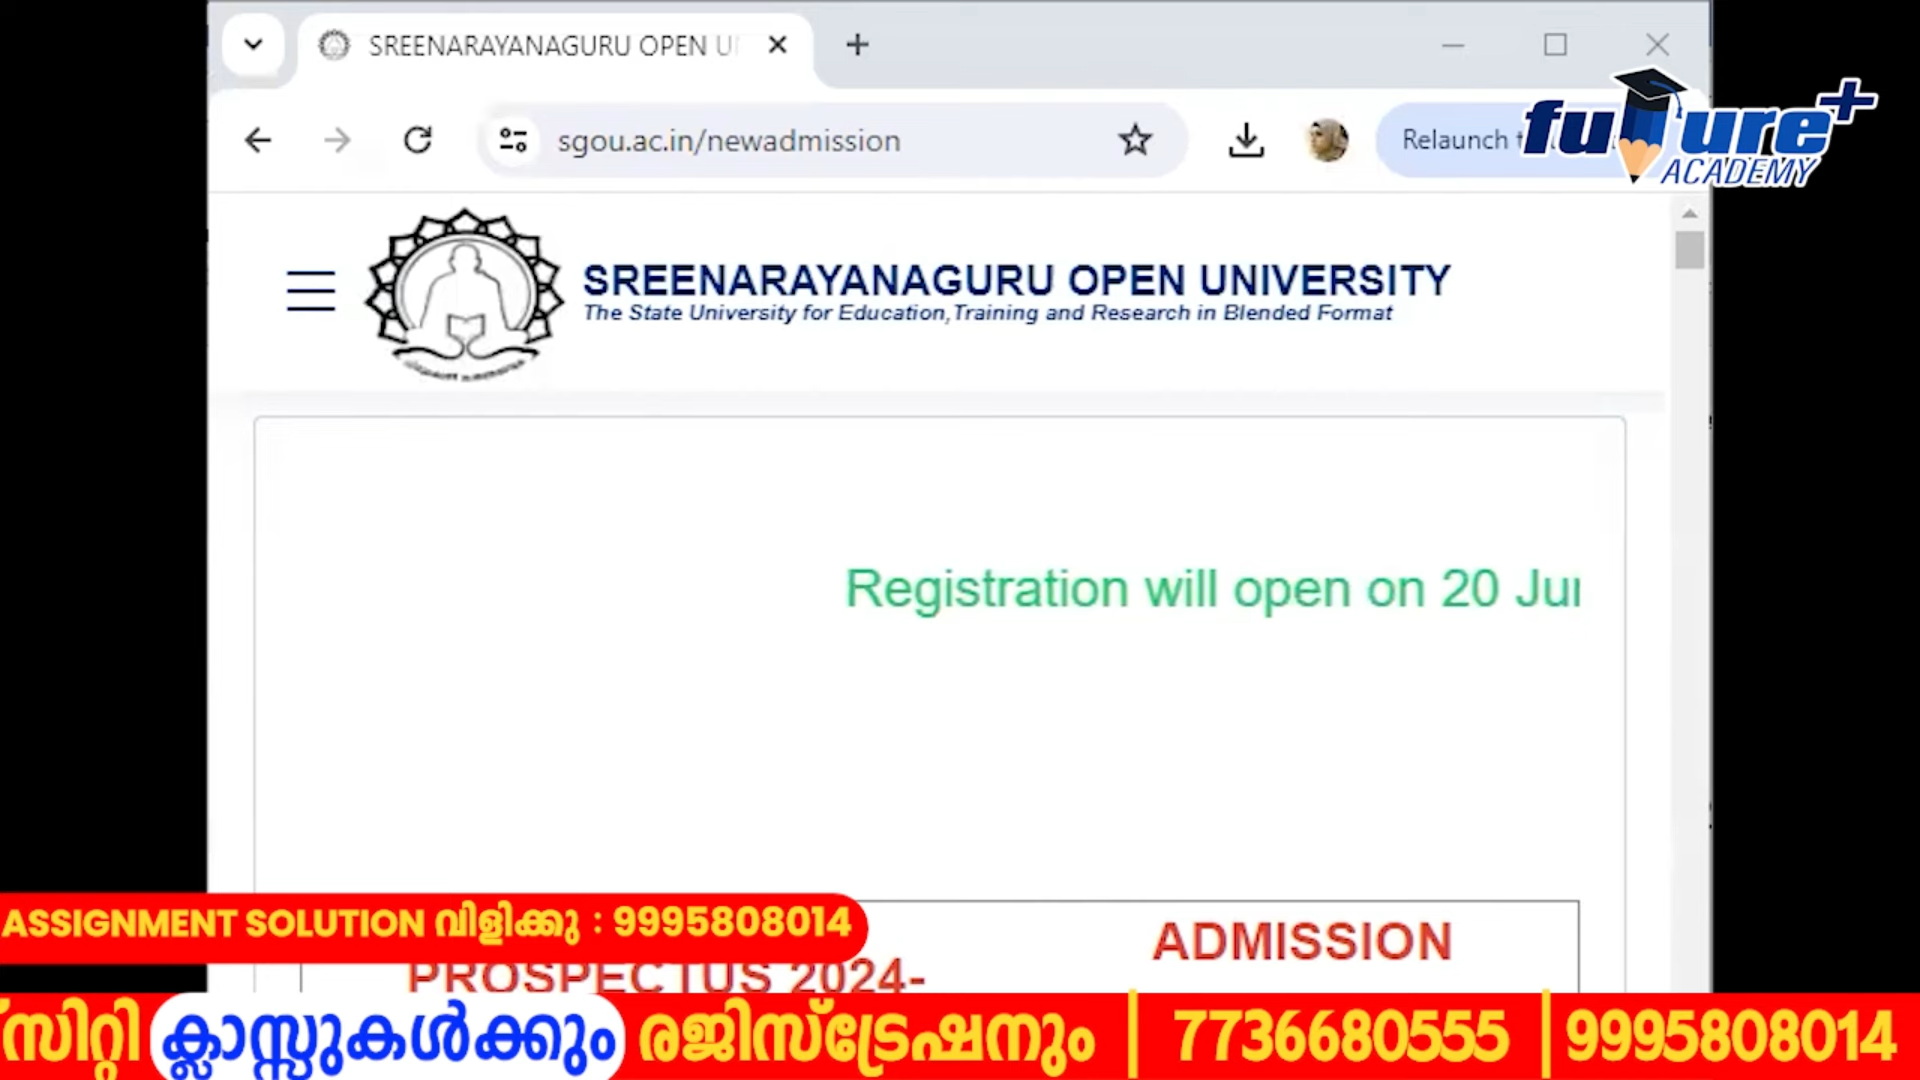 SREENARAYANAGURU OPEN
sgou.ac.in/newadmission
Relaunch
future+
ACADEMY
SREENARAYANAGURU OPEN UNIVERSITY
The State University for Education,Training and Research in Blended Format
Registration will open on 20 Jun
ADMISSION
PROSPECTUS 2024-
ASSIGNMENT SOLUTION വിളിക്കൂ : 9995808014
സിറ്റി ക്ലാസ്സുകൾക്കും രജിസ്ട്രേഷനും | 7736680555 | 9995808014